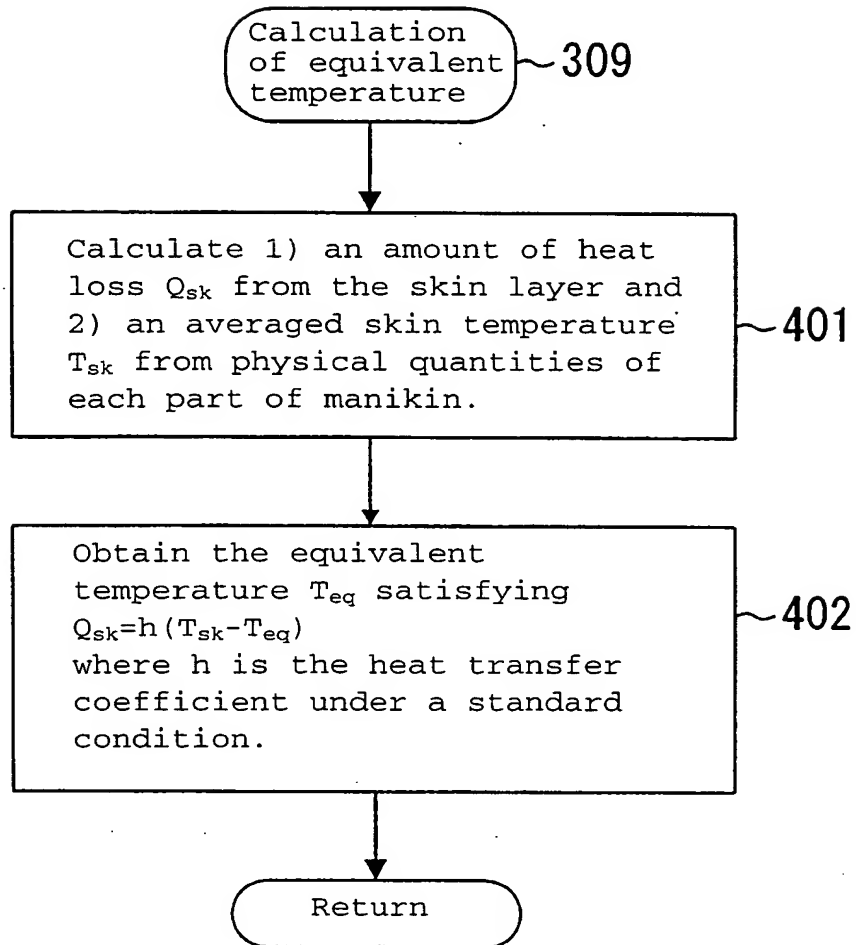 Calculation
of equivalent
temperature
309
Calculate 1) an amount of heat
loss Qsk from the skin layer and
2) an averaged skin temperature
Tsk from physical quantities of
each part of manikin.
401
Obtain the equivalent
temperature Teq satisfying
Qsk=h(Tsk-Teq)
where h is the heat transfer
coefficient under a standard
condition.
402
Return